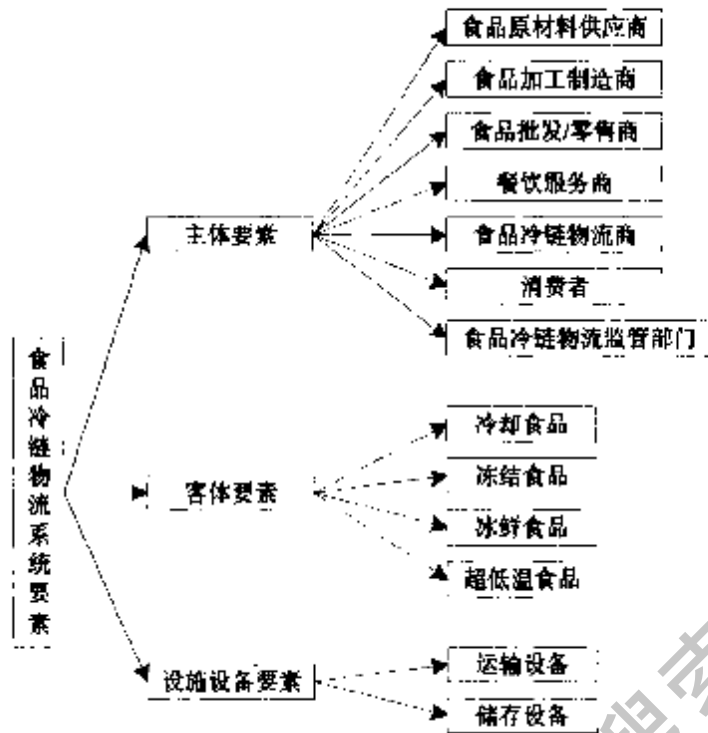 食品冷链物流系统要素
主体要素
食品原材料供应商
食品加工制造商
食品批发/零售商
餐饮服务商
食品冷链物流商
消费者
食品冷链物流监管部门
客体要素
冷却食品
冻结食品
冰鲜食品
超低温食品
设施设备要素
运输设备
储存设备
搜索